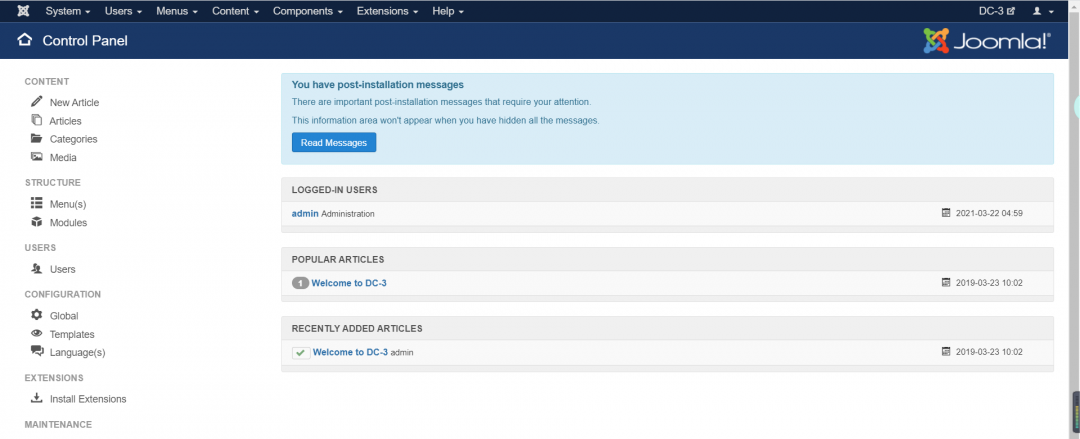 System Users Menus Content Components Extensions Help DC-3
Control Panel Joomla!®
CONTENT
New Article
Articles
Categories
Media
STRUCTURE
Menu(s)
Modules
USERS
Users
CONFIGURATION
Global
Templates
Language(s)
EXTENSIONS
Install Extensions
MAINTENANCE
You have post-installation messages
There are important post-installation messages that require your attention.
This information area won't appear when you have hidden all the messages.
Read Messages
LOGGED-IN USERS
admin Administration 2021-03-22 04:59
POPULAR ARTICLES
1 Welcome to DC-3 2019-03-23 10:02
RECENTLY ADDED ARTICLES
Welcome to DC-3 admin 2019-03-23 10:02